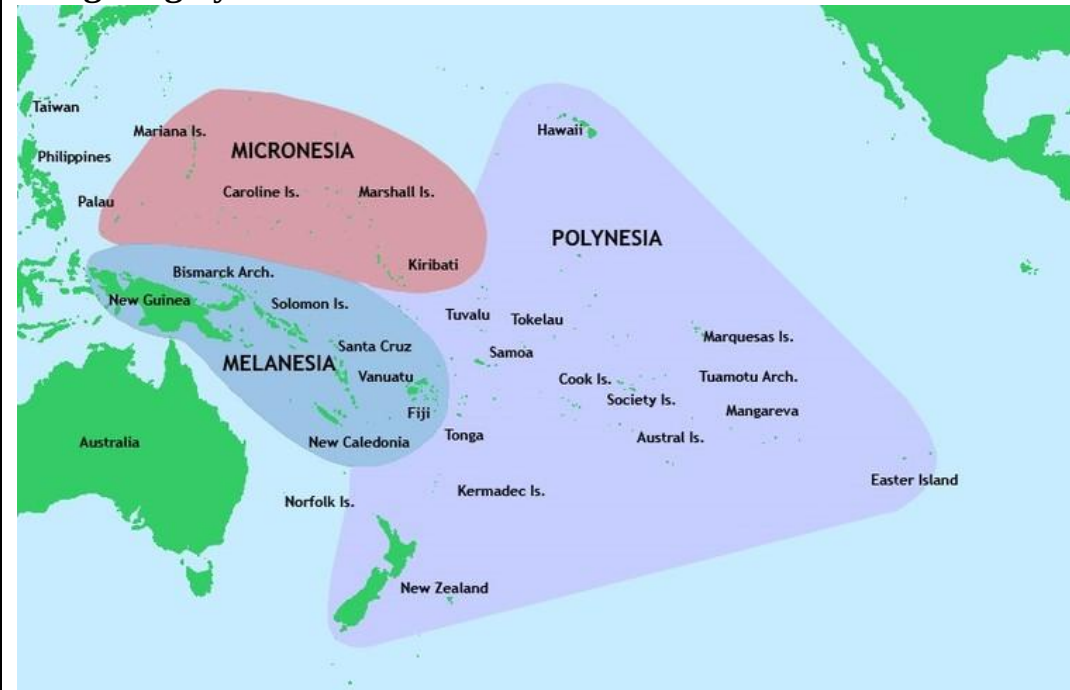 Taiwan
Hawaii
Mariana Is.
MICRONESIA
Philippines
Caroline Is.
Marshall Is.
Palau
POLYNESIA
Kiribati
Bismarck Arch.
New Guinea
Solomon Is.
Tuvalu
Tokelau
Marquesas Is.
Santa Cruz
Samoa
MELANESIA
Vanuatu
Cook Is.
Tuamotu Arch.
Society Is.
Fiji
Mangareva
Australia
New Caledonia
Tonga
Austral Is.
Easter Island
Norfolk Is.
Kermadec Is.
New Zealand